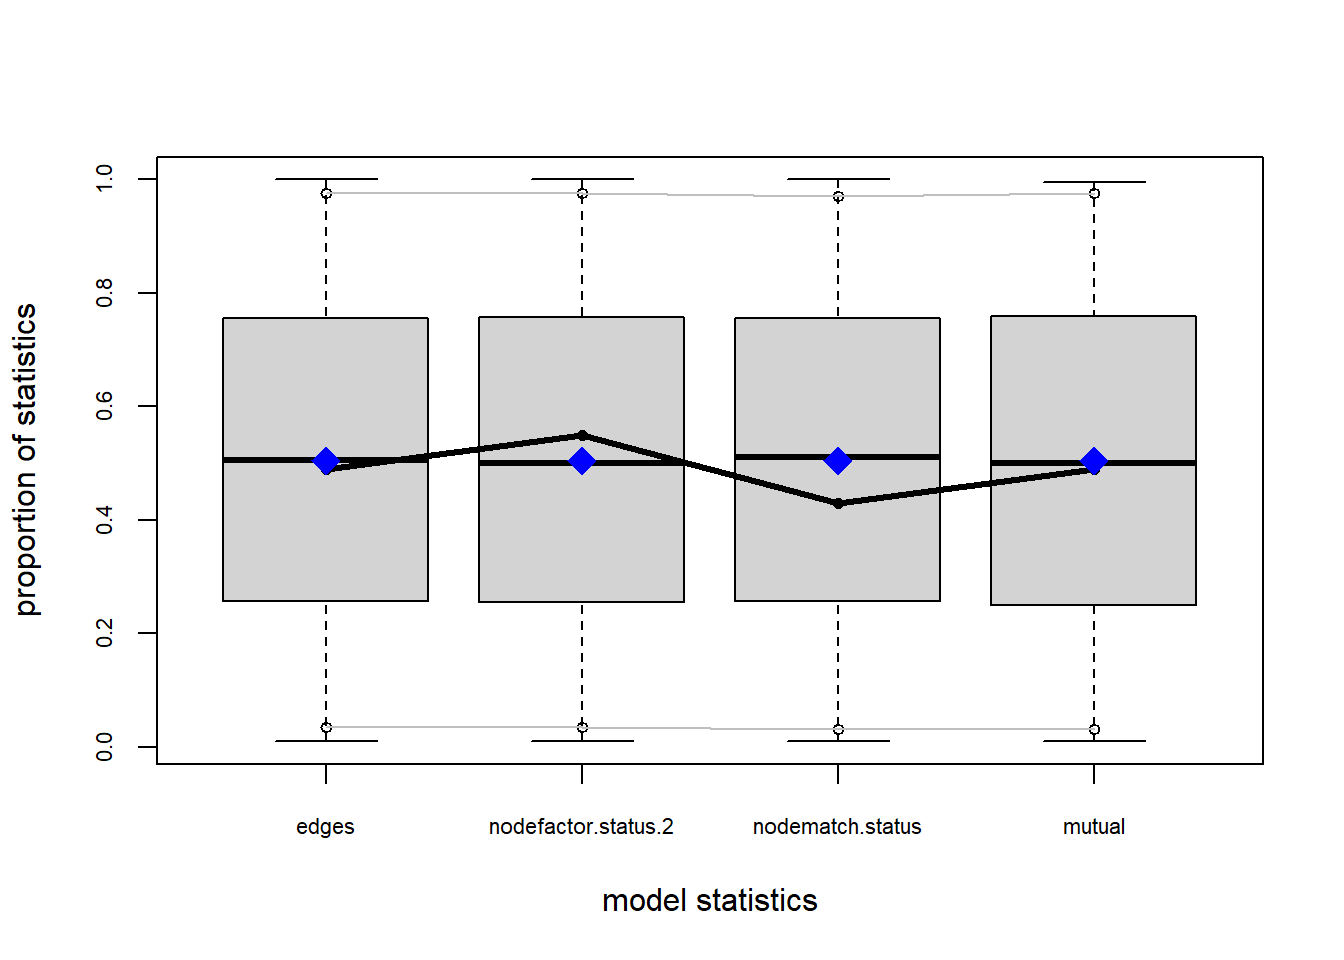 proportion of statistics
1.0
0.8
0.6
0.4
0.2
0.0
edges nodefactor.status.2 nodematch.status mutual
model statistics